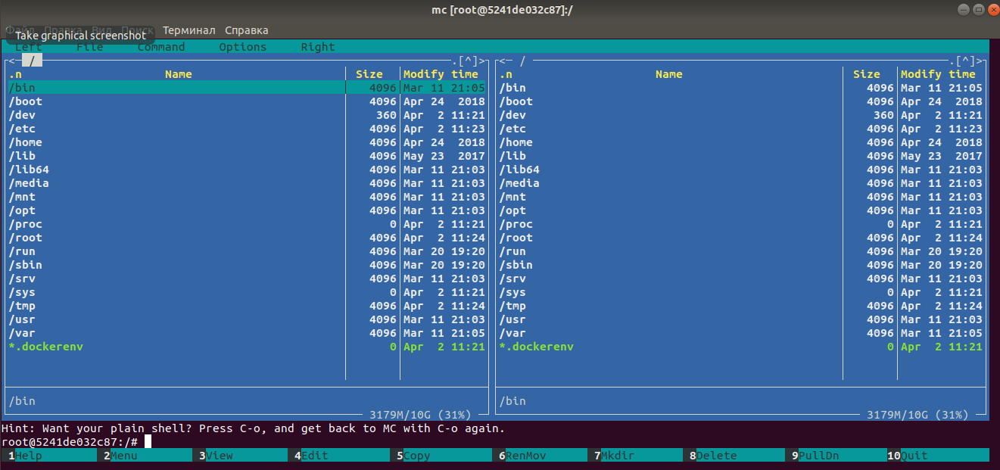 mc [root@5241de032c87]:/
Файл Правка Вид Поиск Терминал Справка
Take graphical screenshot
Left File Command Options Right
<─ / .[^]> <─ / .[^]>
.n Name Size Modify time .n Name Size Modify time
/bin 4096 Mar 11 21:05 /bin 4096 Mar 11 21:05
/boot 4096 Apr 24 2018 /boot 4096 Apr 24 2018
/dev 360 Apr 2 11:21 /dev 360 Apr 2 11:21
/etc 4096 Apr 2 11:23 /etc 4096 Apr 2 11:23
/home 4096 Apr 24 2018 /home 4096 Apr 24 2018
/lib 4096 May 23 2017 /lib 4096 May 23 2017
/lib64 4096 Mar 11 21:03 /lib64 4096 Mar 11 21:03
/media 4096 Mar 11 21:03 /media 4096 Mar 11 21:03
/mnt 4096 Mar 11 21:03 /mnt 4096 Mar 11 21:03
/opt 4096 Mar 11 21:03 /opt 4096 Mar 11 21:03
/proc 0 Apr 2 11:21 /proc 0 Apr 2 11:21
/root 4096 Apr 2 11:24 /root 4096 Apr 2 11:24
/run 4096 Mar 20 19:20 /run 4096 Mar 20 19:20
/sbin 4096 Mar 20 19:20 /sbin 4096 Mar 20 19:20
/srv 4096 Mar 11 21:03 /srv 4096 Mar 11 21:03
/sys 0 Apr 2 11:21 /sys 0 Apr 2 11:21
/tmp 4096 Apr 2 11:24 /tmp 4096 Apr 2 11:24
/usr 4096 Mar 11 21:03 /usr 4096 Mar 11 21:03
/var 4096 Mar 11 21:05 /var 4096 Mar 11 21:05
*.dockerenv 0 Apr 2 11:21 *.dockerenv 0 Apr 2 11:21
/bin /bin
3179M/10G (31%) 3179M/10G (31%)
Hint: Want your plain shell? Press C-o, and get back to MC with C-o again.
root@5241de032c87:/#
1Help 2Menu 3View 4Edit 5Copy 6RenMov 7Mkdir 8Delete 9PullDn 10Quit